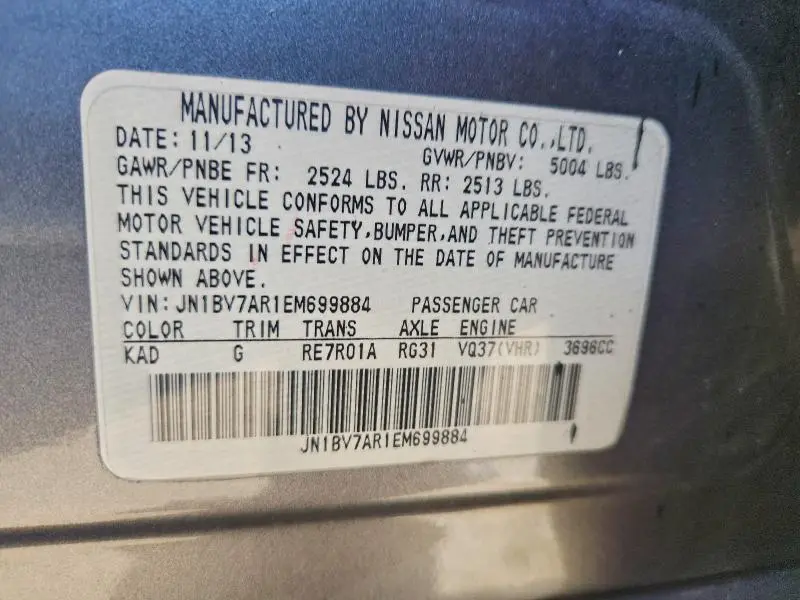 MANUFACTURED BY NISSAN MOTOR CO.,LTD.
DATE: 11/13 GVWR/PNBV: 5004 LBS.
GAWR/PNBE FR: 2524 LBS. RR: 2513 LBS.
THIS VEHICLE CONFORMS TO ALL APPLICABLE FEDERAL
MOTOR VEHICLE SAFETY,BUMPER,AND THEFT PREVENTION
STANDARDS IN EFFECT ON THE DATE OF MANUFACTURE
SHOWN ABOVE.
VIN: JN1BV7AR1EM699884 PASSENGER CAR
COLOR TRIM TRANS AXLE ENGINE
KAD G RE7R01A RG31 VQ37(VHR) 3696CC
JN1BV7AR1EM699884